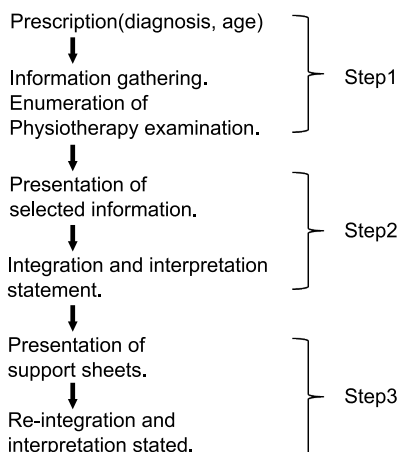 Prescription(diagnosis, age)
Information gathering.
Enumeration of
Physiotherapy examination.
Step1
Presentation of
selected information.
Integration and interpretation
statement.
Step2
Presentation of
support sheets.
Re-integration and
interpretation stated.
Step3